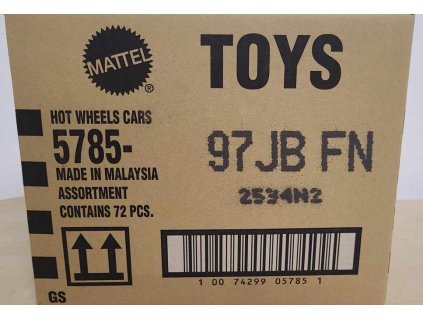 MATTEL
®
TOYS
HOT WHEELS CARS
5785-
97JB FN
MADE IN MALAYSIA
2534N2
ASSORTMENT
CONTAINS 72 PCS.
1 00 74299 05785 1
GS